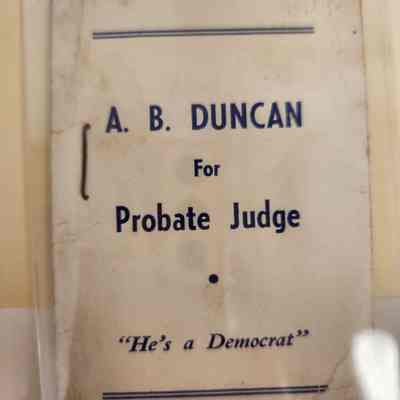 A. B. DUNCAN
For
Probate Judge
"He's a Democrat"